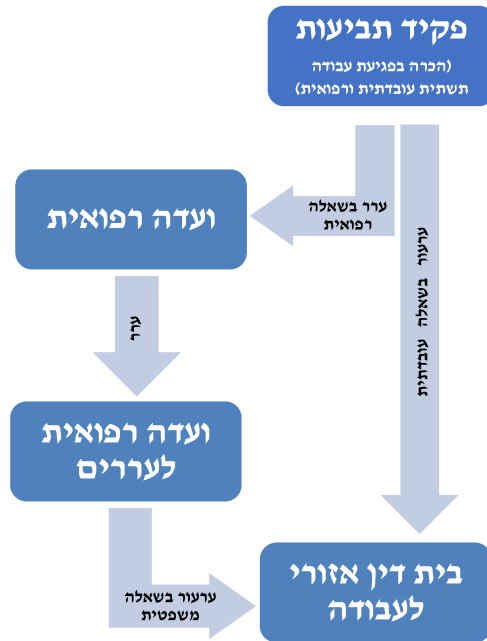 פקיד תביעות
(הכרה בפגיעת עבודה
תשתית עובדתית ורפואית)
ערר בשאלה
רפואית
ועדה רפואית
ערעור בשאלה עובדתית
ערר
ועדה רפואית
לעררים
ערעור בשאלה
משפטית
בית דין אזורי
לעבודה